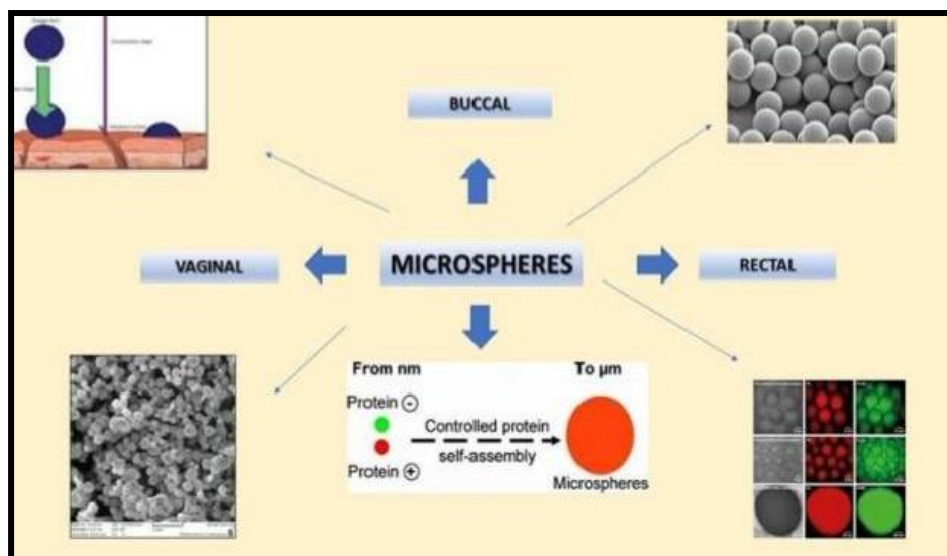 BUCCAL
VAGINAL
MICROSPHERES
RECTAL
From nm
To µm
Protein ⊖
Controlled protein
self-assembly
Protein ⊕
Microspheres